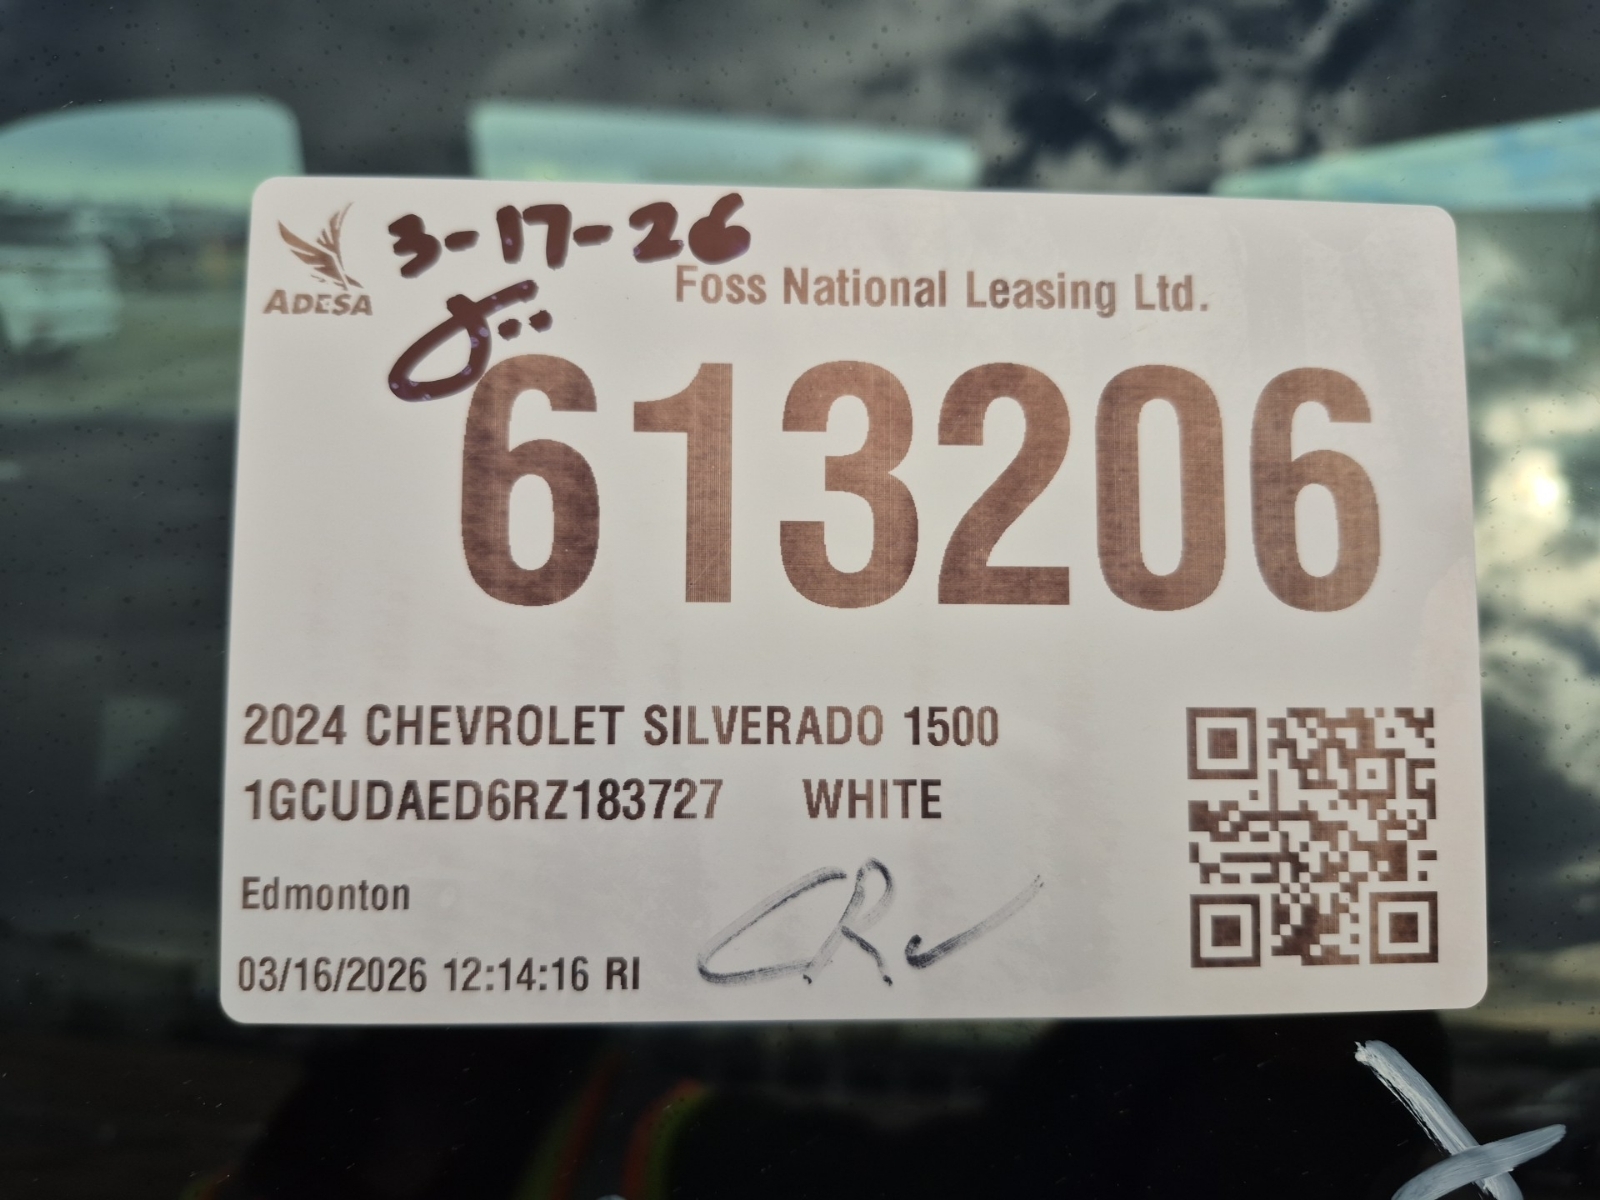 3-17-26
ADESA
Foss National Leasing Ltd.
613206
2024 CHEVROLET SILVERADO 1500
1GCUDAED6RZ183727 WHITE
Edmonton
03/16/2026 12:14:16 RI
CR